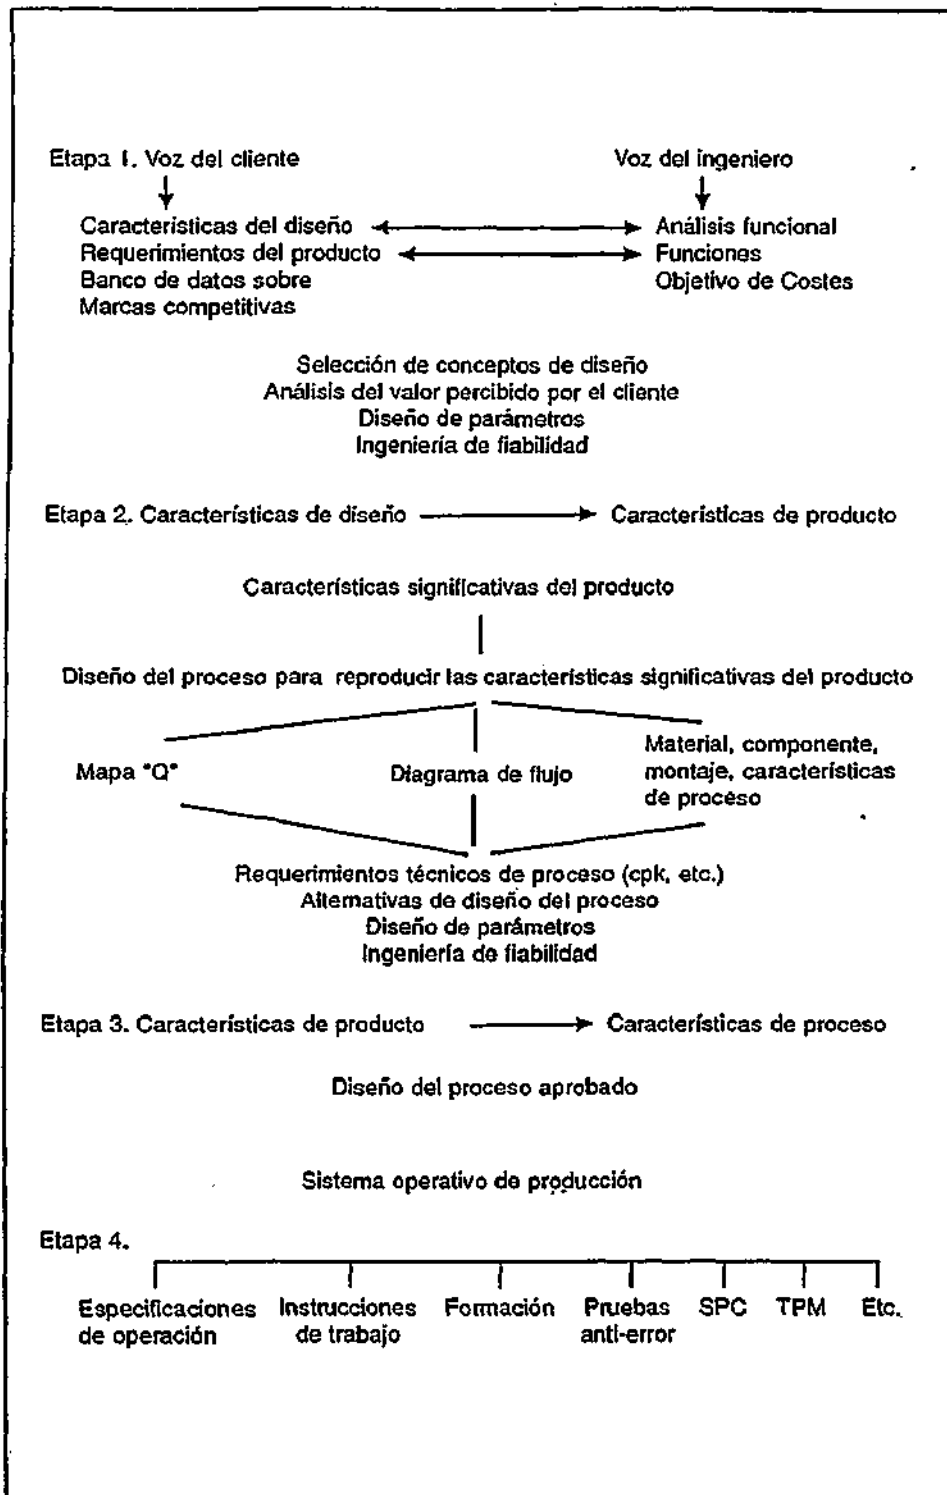 Etapa 1. Voz del cliente
Voz del ingeniero
Características del diseño
Análisis funcional
Requerimientos del producto
Funciones
Banco de datos sobre
Objetivo de Costes
Marcas competitivas
Selección de conceptos de diseño
Análisis del valor percibido por el cliente
Diseño de parámetros
Ingeniería de fiabilidad
Etapa 2. Características de diseño
Características de producto
Características significativas del producto
Diseño del proceso para reproducir las características significativas del producto
Mapa "Q"
Diagrama de flujo
Material, componente,
montaje, características
de proceso
Requerimientos técnicos de proceso (cpk, etc.)
Alternativas de diseño del proceso
Diseño de parámetros
Ingeniería de fiabilidad
Etapa 3. Características de producto
Características de proceso
Diseño del proceso aprobado
Sistema operativo de producción
Etapa 4.
Especificaciones
de operación
Instrucciones
de trabajo
Formación
Pruebas
anti-error
SPC
TPM
Etc.